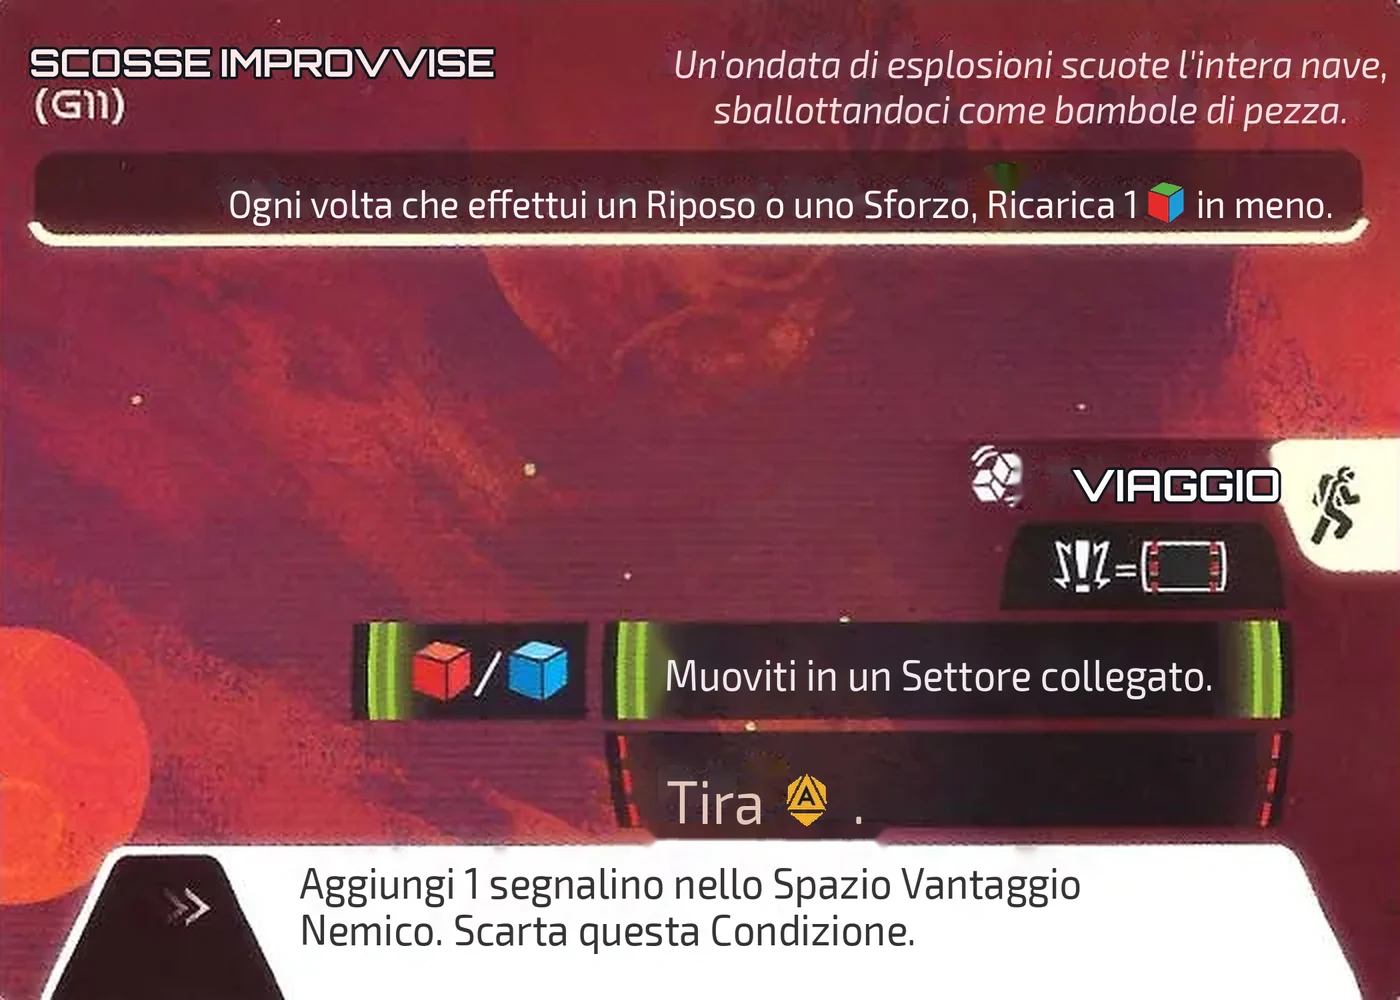 SCOSSE IMPROVVISE
(G11)
Un'ondata di esplosioni scuote l'intera nave,
sballottandoci come bambole di pezza.
Ogni volta che effettui un Riposo o uno Sforzo, Ricarica 1 in meno.
VIAGGIO
! =
/
Muoviti in un Settore collegato.
Tira A .
Aggiungi 1 segnalino nello Spazio Vantaggio
Nemico. Scarta questa Condizione.